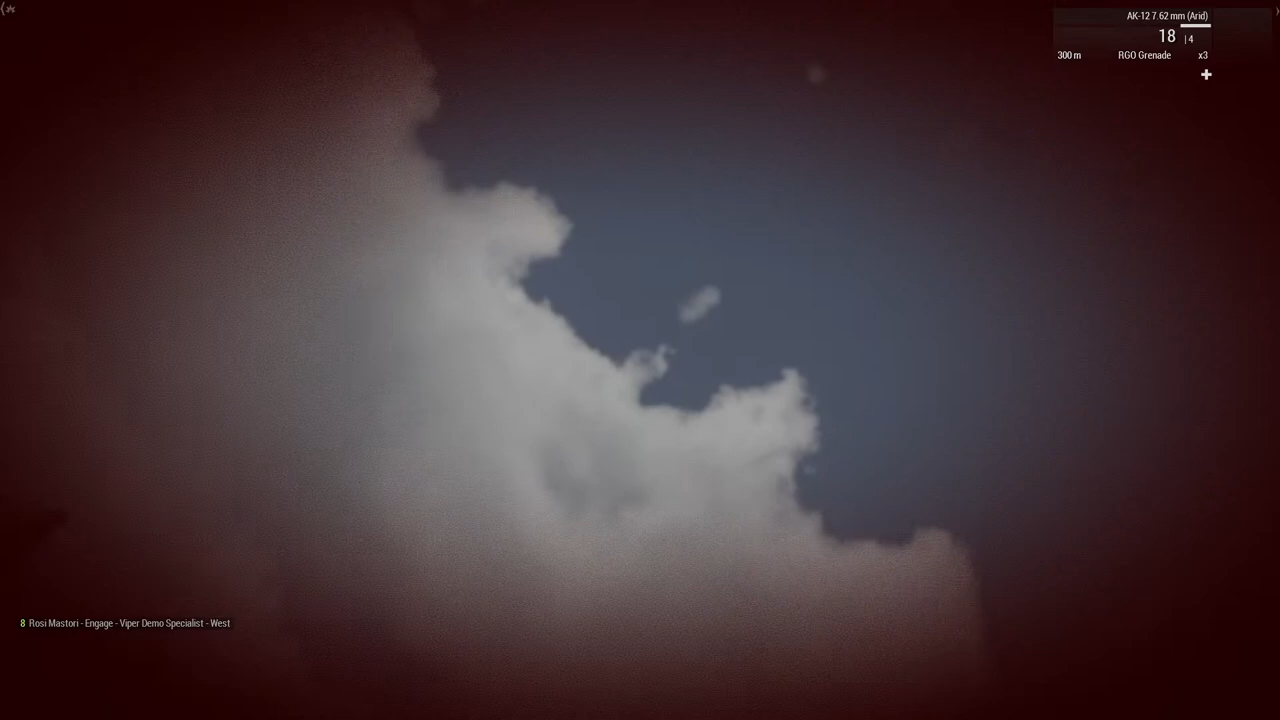 AK-12 7.62 mm (Arid)
18 | 4
300 m RGO Grenade x3
8 Rosi Mastori - Engage - Viper Demo Specialist - West